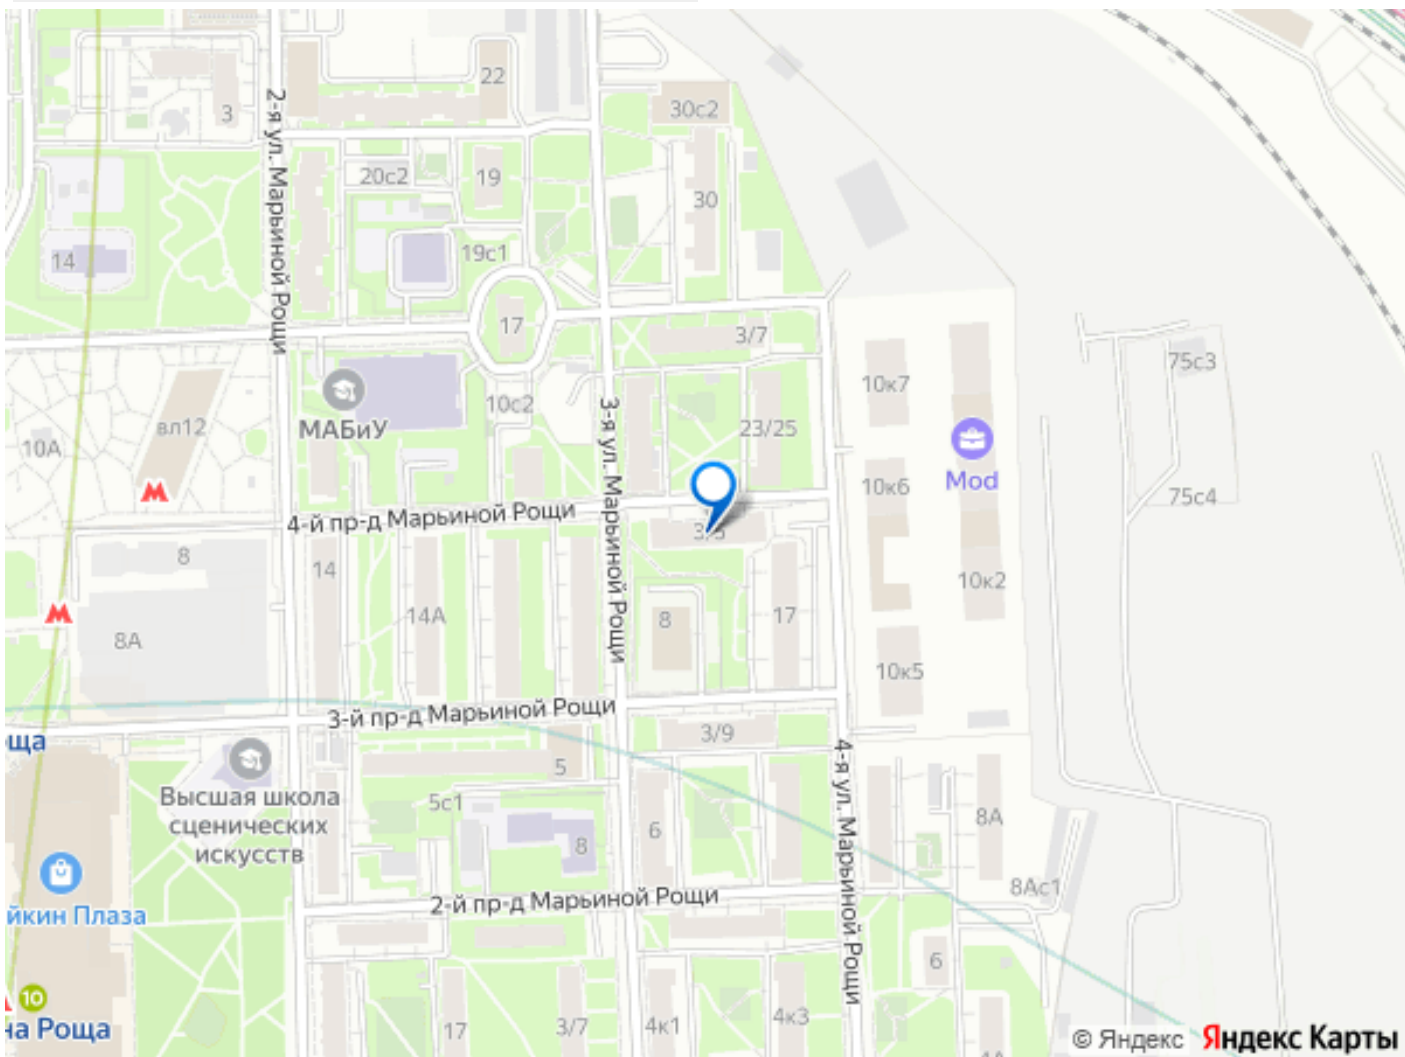 22
3
30с2
2-я ул. Марьиной Рощи
20с2
19
30
19с1
14
17
3/7
75с3
10к7
10с2
МАБиУ
3-я ул. Марьиной Рощи
23/25
вл12
10А
Mod
10к6
75с4
4-й пр-д Марьиной Рощи
8
14
10к2
14А
8
17
8А
10к5
3-й пр-д Марьиной Рощи
3/9
ща
4-я ул. Марьиной Рощи
5
Высшая школа
сценических
искусств
5с1
6
8
8А
8Ас1
2-й пр-д Марьиной Рощи
йкин Плаза
6
10
на Роща
17
3/7
4к1
4к3
© Яндекс Яндекс Карты